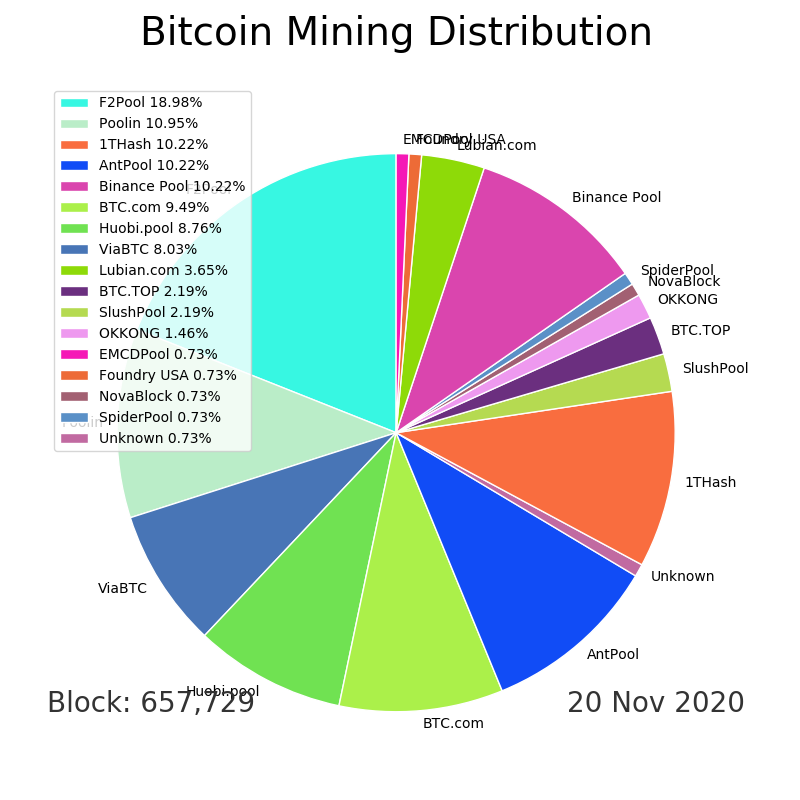 Bitcoin Mining Distribution
F2Pool 18.98%
Poolin 10.95%
1THash 10.22%
AntPool 10.22%
Binance Pool 10.22%
BTC.com 9.49%
Huobi.pool 8.76%
ViaBTC 8.03%
Lubian.com 3.65%
BTC.TOP 2.19%
SlushPool 2.19%
OKKONG 1.46%
EMCDPool 0.73%
Foundry USA 0.73%
NovaBlock 0.73%
SpiderPool 0.73%
Unknown 0.73%
EMCDPool
Foundry USA
Lubian.com
Binance Pool
SpiderPool
NovaBlock
OKKONG
BTC.TOP
SlushPool
1THash
Unknown
AntPool
BTC.com
Huobi.pool
ViaBTC
Poolin
F2Pool
Block: 657,729
20 Nov 2020